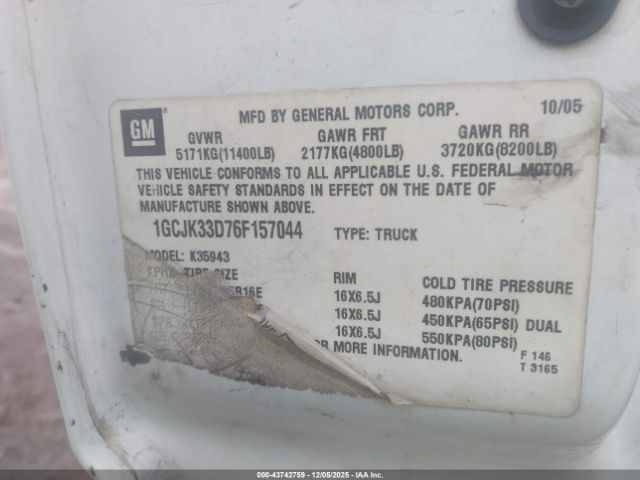 GM ®
MFD BY GENERAL MOTORS CORP. 10/05
GVWR GAWR FRT GAWR RR
5171KG(11400LB) 2177KG(4800LB) 3720KG(8200LB)
THIS VEHICLE CONFORMS TO ALL APPLICABLE U.S. FEDERAL MOTOR
VEHICLE SAFETY STANDARDS IN EFFECT ON THE DATE OF
MANUFACTURE SHOWN ABOVE.
1GCJK33D76F157044 TYPE: TRUCK
MODEL: K35943
TIRE SIZE RIM COLD TIRE PRESSURE
16X6.5J 480KPA(70PSI)
16X6.5J 450KPA(65PSI) DUAL
16X6.5J 550KPA(80PSI)
OR MORE INFORMATION. F 146
T 3165
000-43742759 - 12/05/2025 - IAA Inc.